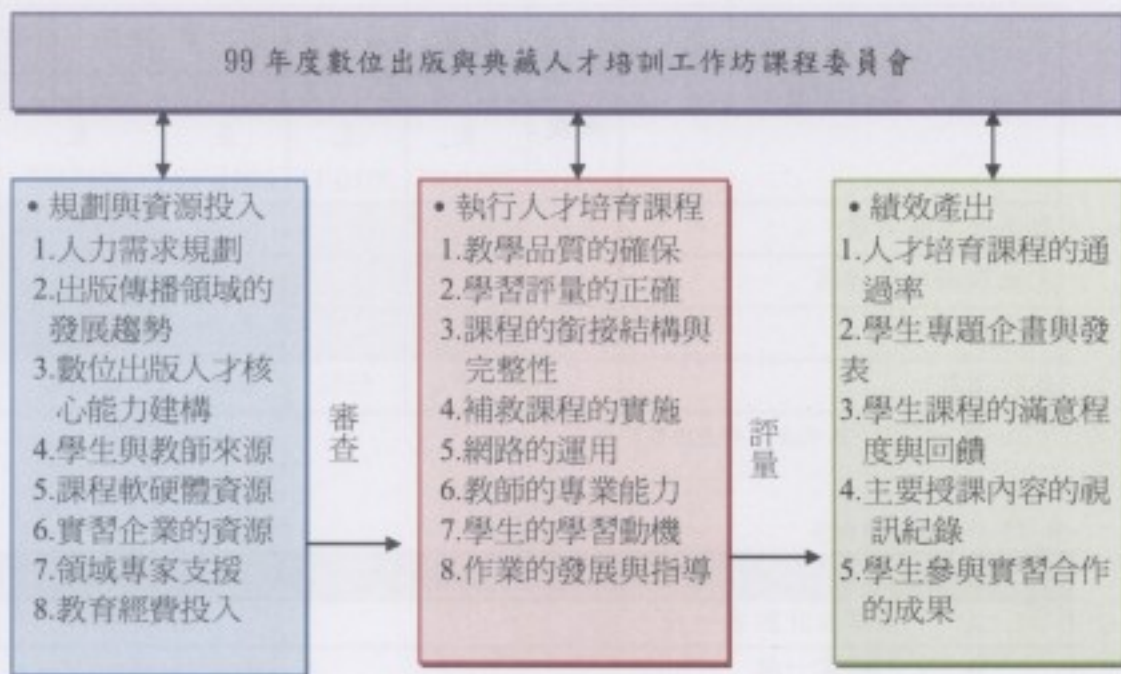 99 年度數位出版與典藏人才培訓工作坊課程委員會
• 規劃與資源投入
1.人力需求規劃
2.出版傳播領域的
發展趨勢
3.數位出版人才核
心能力建構
4.學生與教師來源
5.課程軟硬體資源
6.實習企業的資源
7.領域專家支援
8.教育經費投入
審查
• 執行人才培育課程
1.教學品質的確保
2.學習評量的正確
3.課程的銜接結構與
完整性
4.補救課程的實施
5.網路的運用
6.教師的專業能力
7.學生的學習動機
8.作業的發展與指導
評量
• 績效產出
1.人才培育課程的通
過率
2.學生專題企畫與發
表
3.學生課程的滿意程
度與回饋
4.主要授課內容的視
訊紀錄
5.學生參與實習合作
的成果